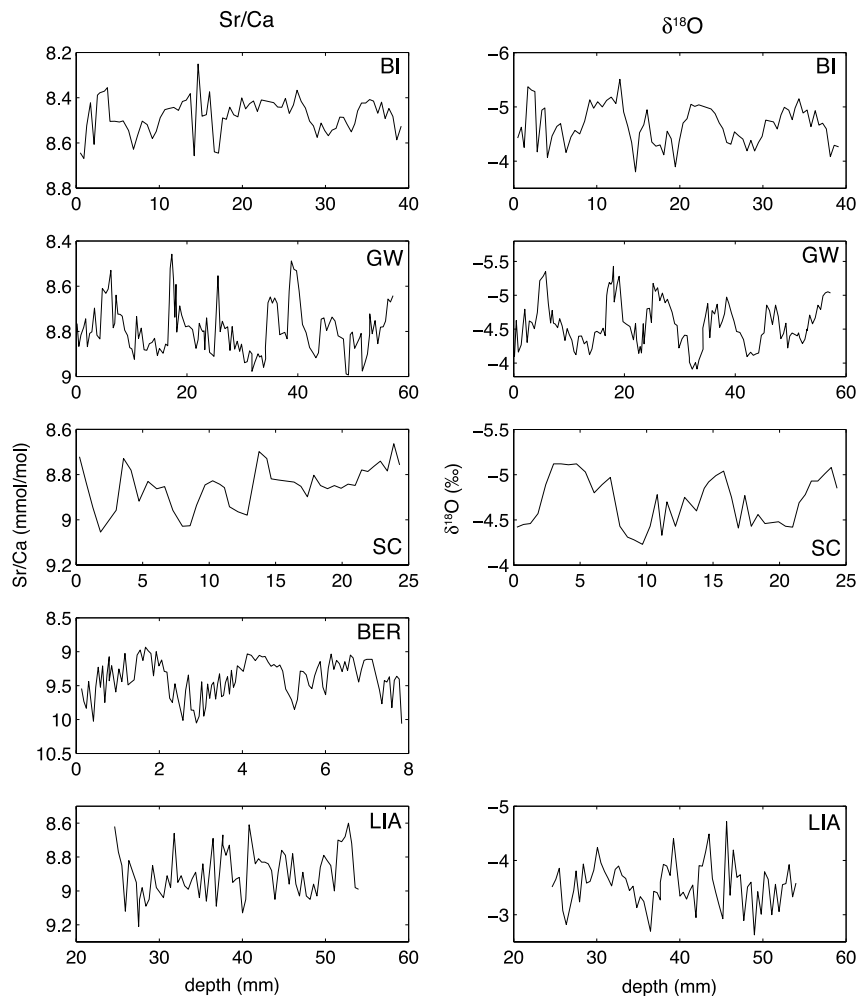 Sr/Ca
δ¹⁸O
8.2
8.4
8.6
8.8
BI
0 10 20 30 40
−6
−5
−4
BI
0 10 20 30 40
8.4
8.6
8.8
9
GW
20 40 60
−5.5
−5
−4.5
−4
GW
0 20 40 60
Sr/Ca (mmol/mol)
8.6
8.8
9
9.2
SC
0 5 10 15 20 25
δ¹⁸O (‰)
−5.5
−5
−4.5
−4
SC
0 5 10 15 20 25
8.5
9
9.5
10
10.5
BER
0 2 4 6 8
8.6
8.8
9
9.2
LIA
20 30 40 50 60
depth (mm)
−5
−4
−3
LIA
20 30 40 50 60
depth (mm)